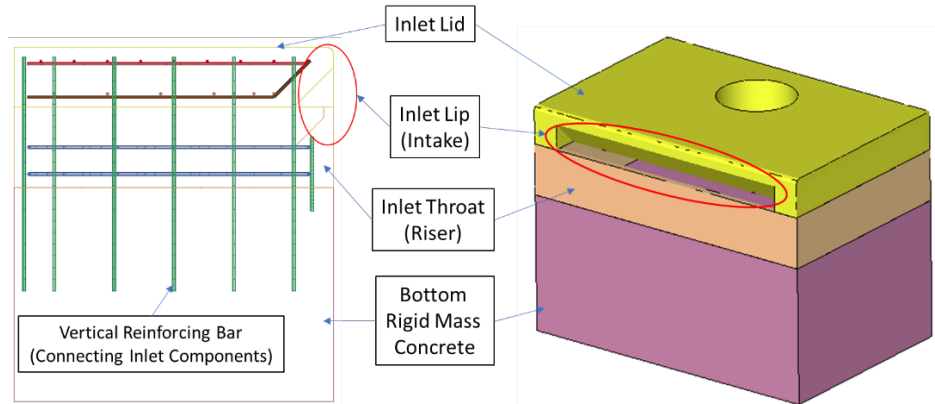 Inlet Lid
Inlet Lip
(Intake)
Inlet Throat
(Riser)
Bottom
Rigid Mass
Concrete
Vertical Reinforcing Bar
(Connecting Inlet Components)